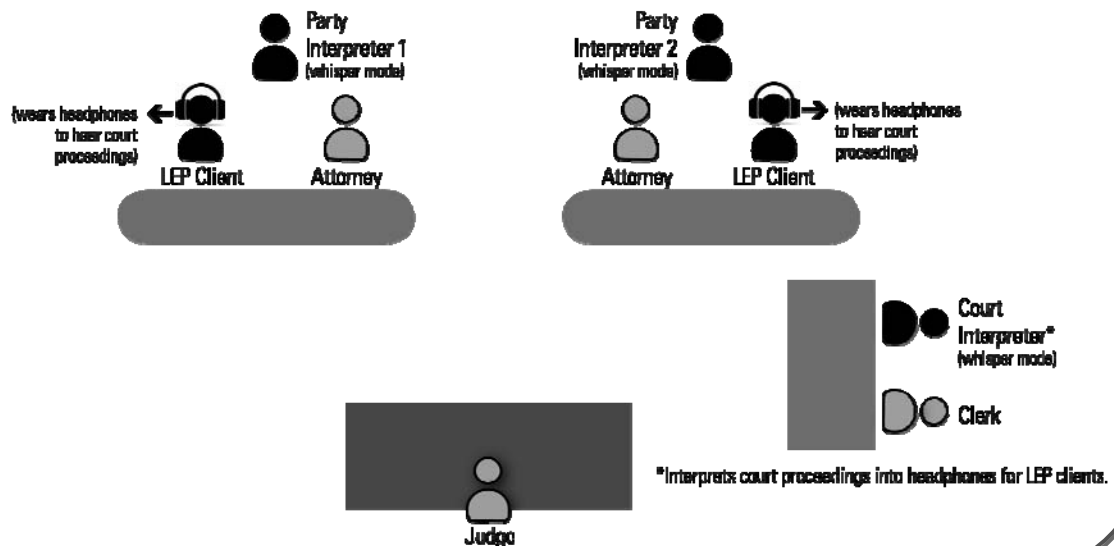 Party
Interpreter 1
(whisper mode)
Party
Interpreter 2
(whisper mode)
(wears headphones
to hear court
proceedings)
(wears headphones
to hear court
proceedings)
LEP Client
Attorney
Attorney
LEP Client
Court
Interpreter*
(whisper mode)
Clerk
*Interprets court proceedings into headphones for LEP clients.
Judge